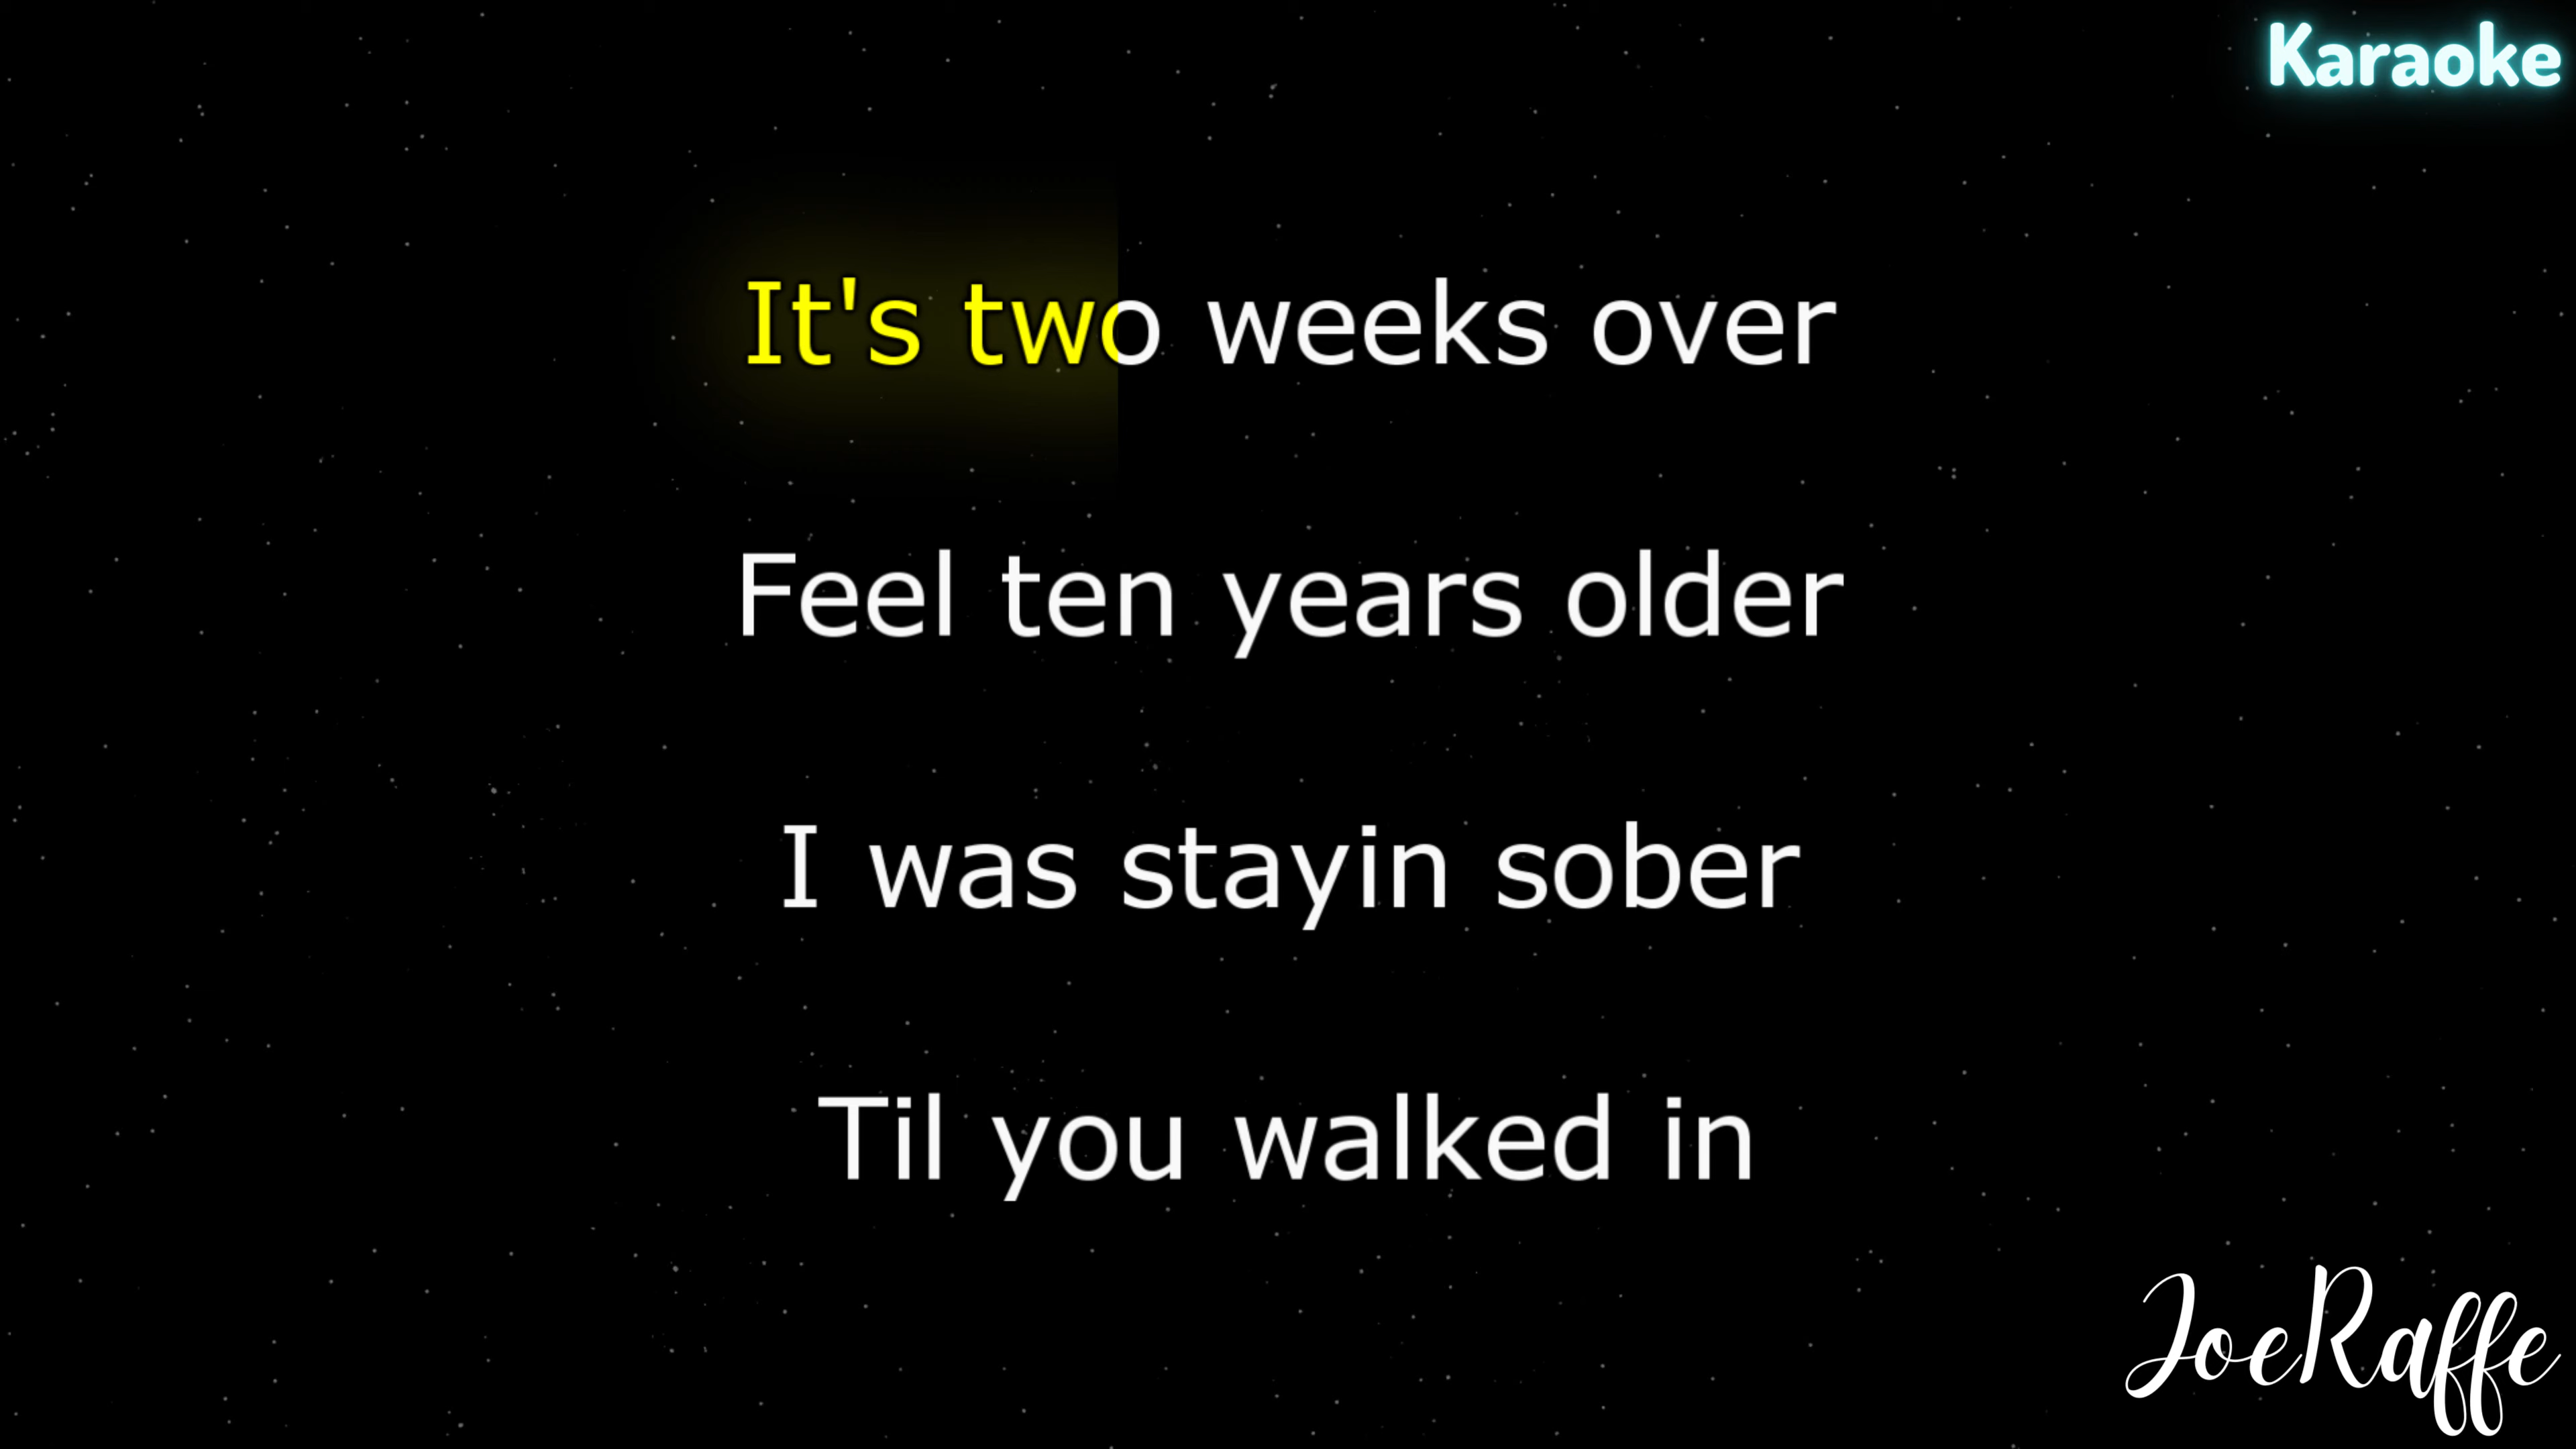 Karaoke
It's two weeks over
Feel ten years older
I was stayin sober
Til you walked in
JoeRaffe